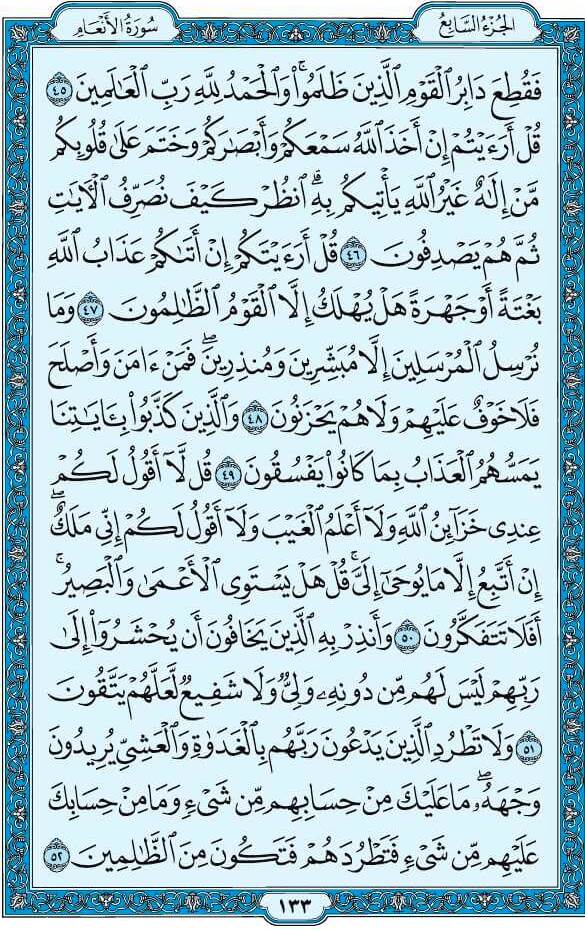 الجزء السابع
سورة الأنعام
فَقُطِعَ دَابِرُ ٱلْقَوْمِ ٱلَّذِينَ ظَلَمُوا۟ ۚ وَٱلْحَمْدُ لِلَّهِ رَبِّ ٱلْعَـٰلَمِينَ ٤٥
قُلْ أَرَءَيْتُمْ إِنْ أَخَذَ ٱللَّهُ سَمْعَكُمْ وَأَبْصَـٰرَكُمْ وَخَتَمَ عَلَىٰ قُلُوبِكُم
مَّنْ إِلَـٰهٌ غَيْرُ ٱللَّهِ يَأْتِيكُم بِهِ ۗ ٱنظُرْ كَيْفَ نُصَرِّفُ ٱلْـَٔايَـٰتِ
ثُمَّ هُمْ يَصْدِفُونَ ٤٦ قُلْ أَرَءَيْتَكُمْ إِنْ أَتَىٰكُمْ عَذَابُ ٱللَّهِ
بَغْتَةً أَوْ جَهْرَةً هَلْ يُهْلَكُ إِلَّا ٱلْقَوْمُ ٱلظَّـٰلِمُونَ ٤٧ وَمَا
نُرْسِلُ ٱلْمُرْسَلِينَ إِلَّا مُبَشِّرِينَ وَمُنذِرِينَ ۖ فَمَنْ ءَامَنَ وَأَصْلَحَ
فَلَا خَوْفٌ عَلَيْهِمْ وَلَا هُمْ يَحْزَنُونَ ٤٨ وَٱلَّذِينَ كَذَّبُوا۟ بِـَٔايَـٰتِنَا
يَمَسُّهُمُ ٱلْعَذَابُ بِمَا كَانُوا۟ يَفْسُقُونَ ٤٩ قُل لَّآ أَقُولُ لَكُمْ
عِندِى خَزَآئِنُ ٱللَّهِ وَلَآ أَعْلَمُ ٱلْغَيْبَ وَلَآ أَقُولُ لَكُمْ إِنِّى مَلَكٌ ۖ
إِنْ أَتَّبِعُ إِلَّا مَا يُوحَىٰٓ إِلَىَّ ۚ قُلْ هَلْ يَسْتَوِى ٱلْأَعْمَىٰ وَٱلْبَصِيرُ ۚ
أَفَلَا تَتَفَكَّرُونَ ٥٠ وَأَنذِرْ بِهِ ٱلَّذِينَ يَخَافُونَ أَن يُحْشَرُوٓا۟ إِلَىٰ
رَبِّهِمْ ۙ لَيْسَ لَهُم مِّن دُونِهِۦ وَلِىٌّ وَلَا شَفِيعٌ لَّعَلَّهُمْ يَتَّقُونَ
٥١ وَلَا تَطْرُدِ ٱلَّذِينَ يَدْعُونَ رَبَّهُم بِٱلْغَدَوٰةِ وَٱلْعَشِىِّ يُرِيدُونَ
وَجْهَهُۥ ۖ مَا عَلَيْكَ مِنْ حِسَابِهِم مِّن شَىْءٍ وَمَا مِنْ حِسَابِكَ
عَلَيْهِم مِّن شَىْءٍ فَتَطْرُدَهُمْ فَتَكُونَ مِنَ ٱلظَّـٰلِمِينَ ٥٢
١٣٣